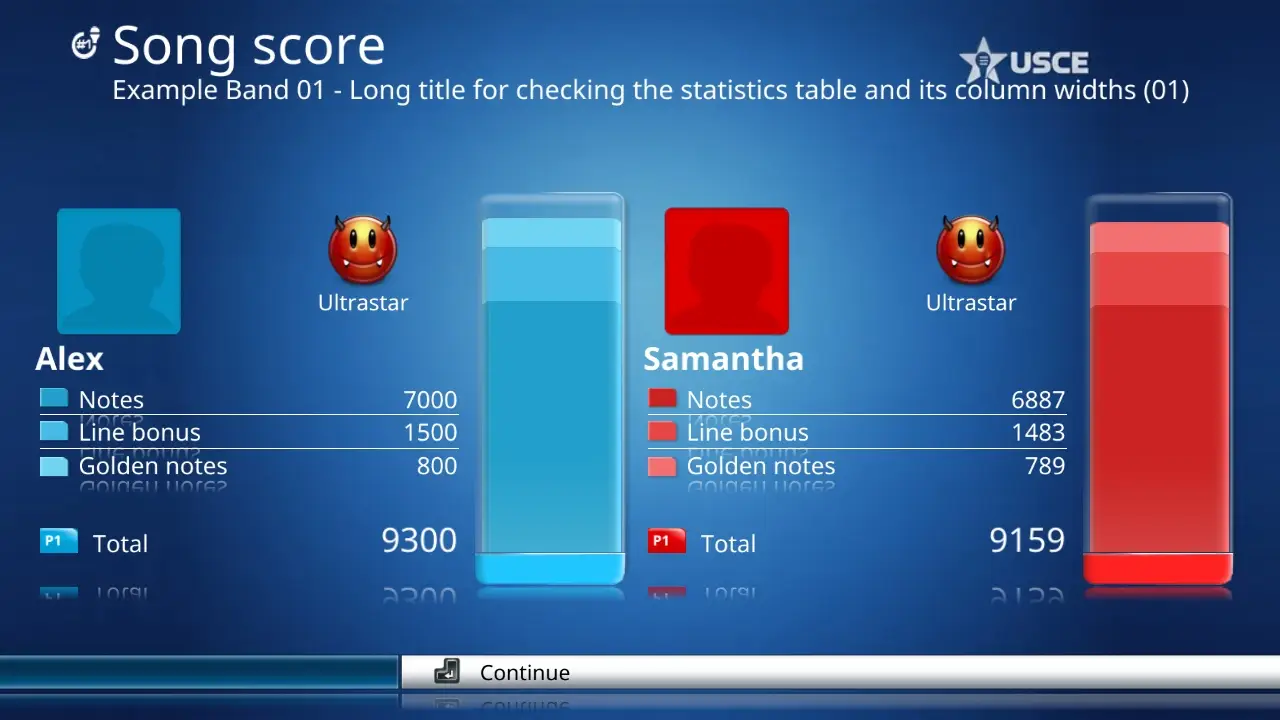 #1 Song score
USCE
Example Band 01 - Long title for checking the statistics table and its column widths (01)
Ultrastar
Alex
Notes 7000
Line bonus 1500
Golden notes 800
P1 Total 9300
Ultrastar
Samantha
Notes 6887
Line bonus 1483
Golden notes 789
P1 Total 9159
Continue